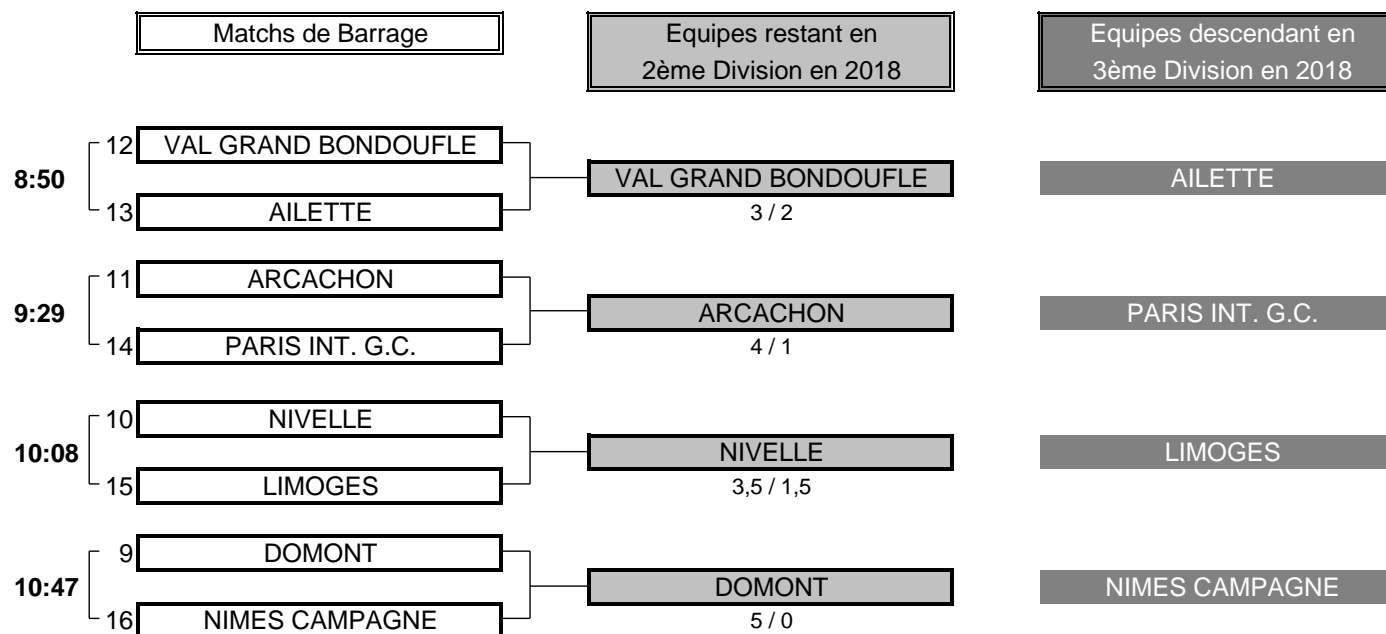 Matchs de Barrage
Equipes restant en
2ème Division en 2018
Equipes descendant en
3ème Division en 2018
12 VAL GRAND BONDOUFLE
8:50 VAL GRAND BONDOUFLE AILETTE
13 AILETTE 3 / 2
11 ARCACHON
9:29 ARCACHON PARIS INT. G.C.
14 PARIS INT. G.C. 4 / 1
10 NIVELLE
10:08 NIVELLE LIMOGES
15 LIMOGES 3,5 / 1,5
9 DOMONT
10:47 DOMONT NIMES CAMPAGNE
16 NIMES CAMPAGNE 5 / 0